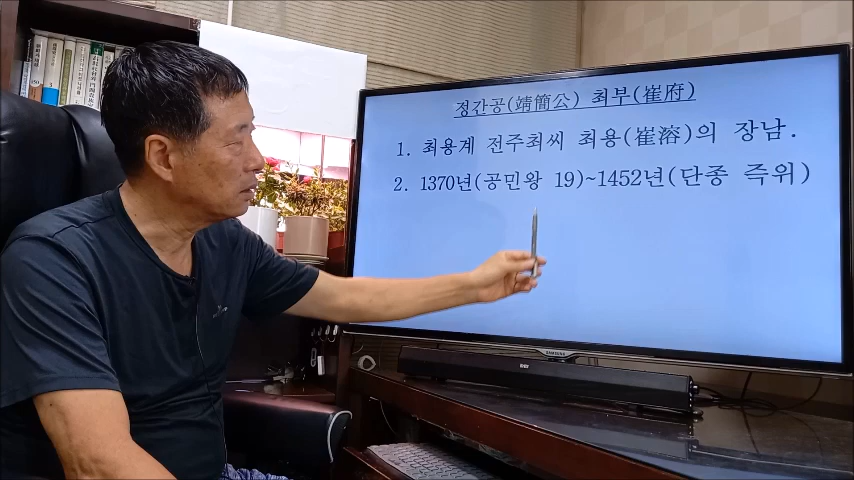 정간공(靖簡公) 최부(崔府)
1. 최용계 전주최씨 최용(崔溶)의 장남.
2. 1370년(공민왕 19)~1452년(단종 즉위)
SAMSUNG